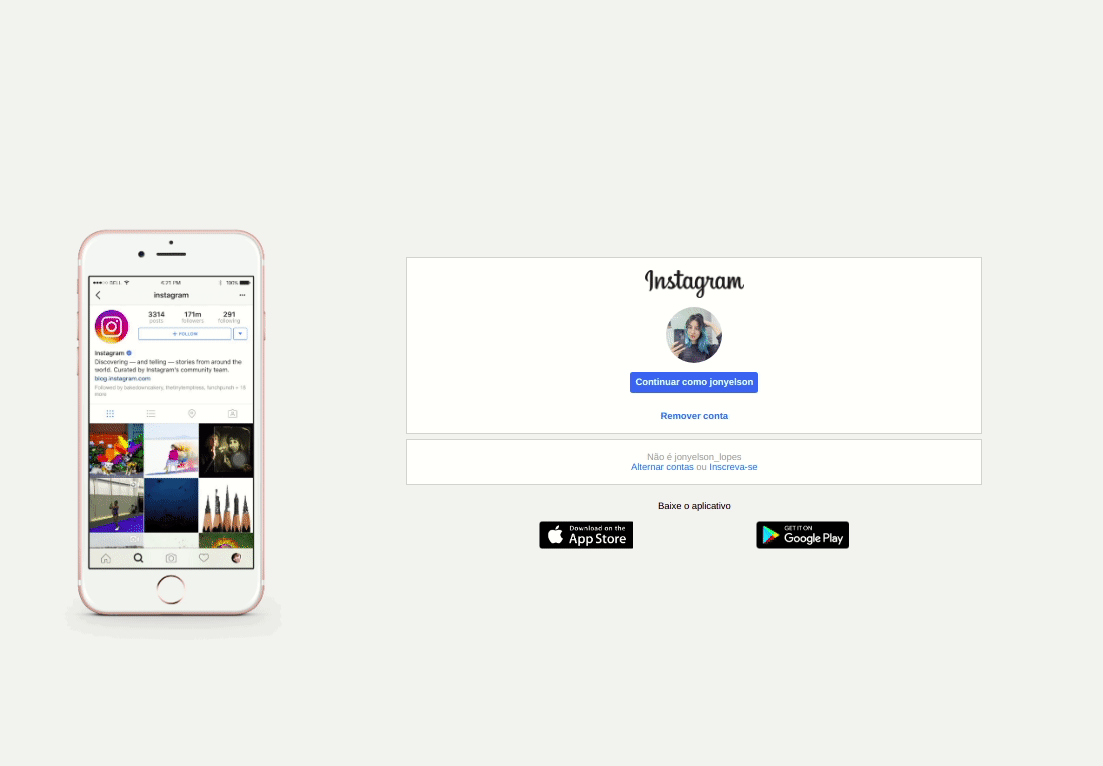 4:21 PM
100%
instagram
3314
171m
291
posts
followers
following
+ FOLLOW
Instagram
Discovering — and telling — stories from around the
world. Curated by Instagram's community team.
blog.instagram.com
Followed by
+ 16
more
Instagram
Continuar como jonyelson
Remover conta
Não é jonyelson_lopes
Alternar contas ou Inscreva-se
Baixe o aplicativo
Download on the
App Store
GET IT ON
Google Play